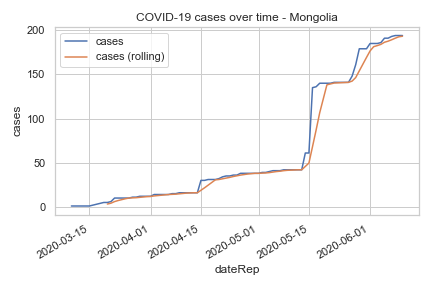 COVID-19 cases over time - Mongolia
cases
cases (rolling)
200
150
100
50
0
cases
2020-03-15
2020-04-01
2020-04-15
2020-05-01
2020-05-15
2020-06-01
dateRep